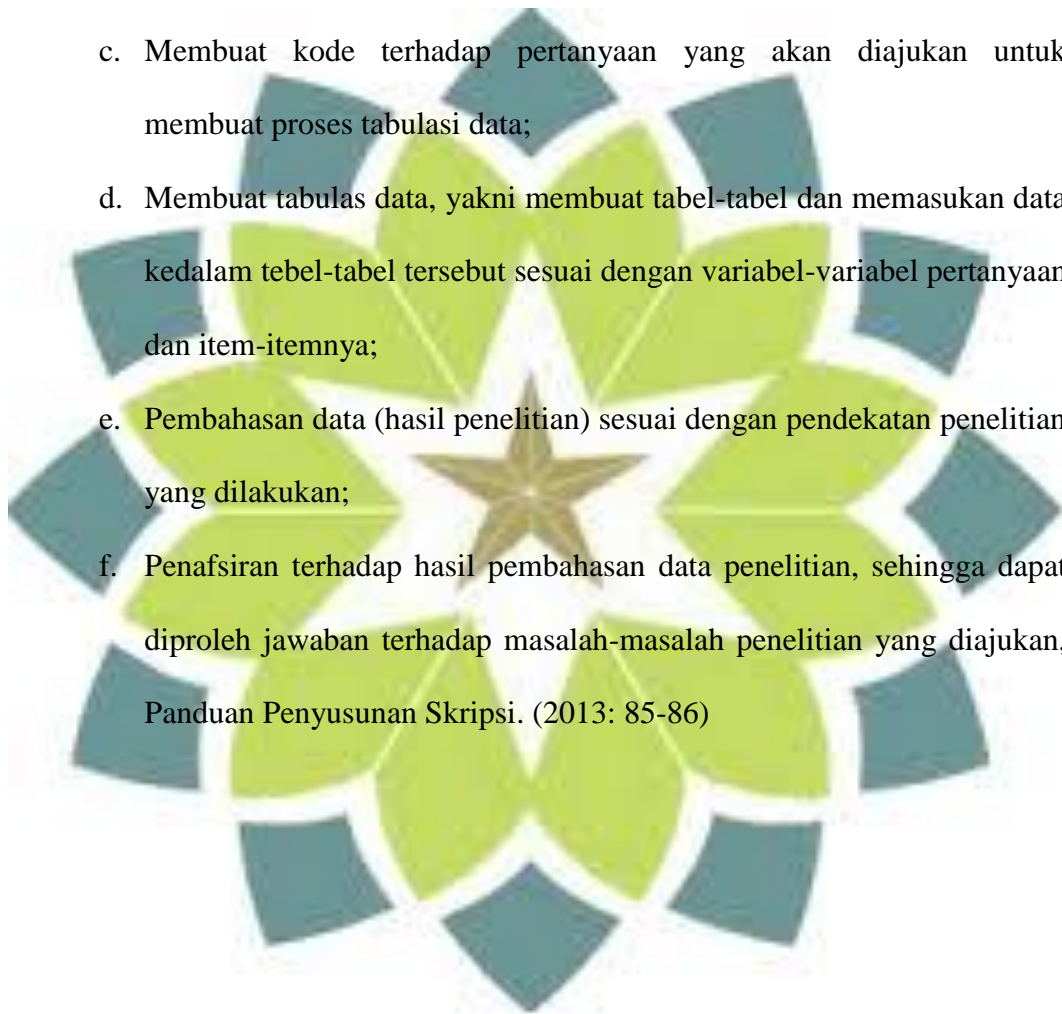 c. Membuat kode terhadap pertanyaan yang akan diajukan untuk
membuat proses tabulasi data;
d. Membuat tabulas data, yakni membuat tabel-tabel dan memasukan data
kedalam tebel-tabel tersebut sesuai dengan variabel-variabel pertanyaan
dan item-itemnya;
e. Pembahasan data (hasil penelitian) sesuai dengan pendekatan penelitian
yang dilakukan;
f. Penafsiran terhadap hasil pembahasan data penelitian, sehingga dapat
diproleh jawaban terhadap masalah-masalah penelitian yang diajukan,
Panduan Penyusunan Skripsi. (2013: 85-86)